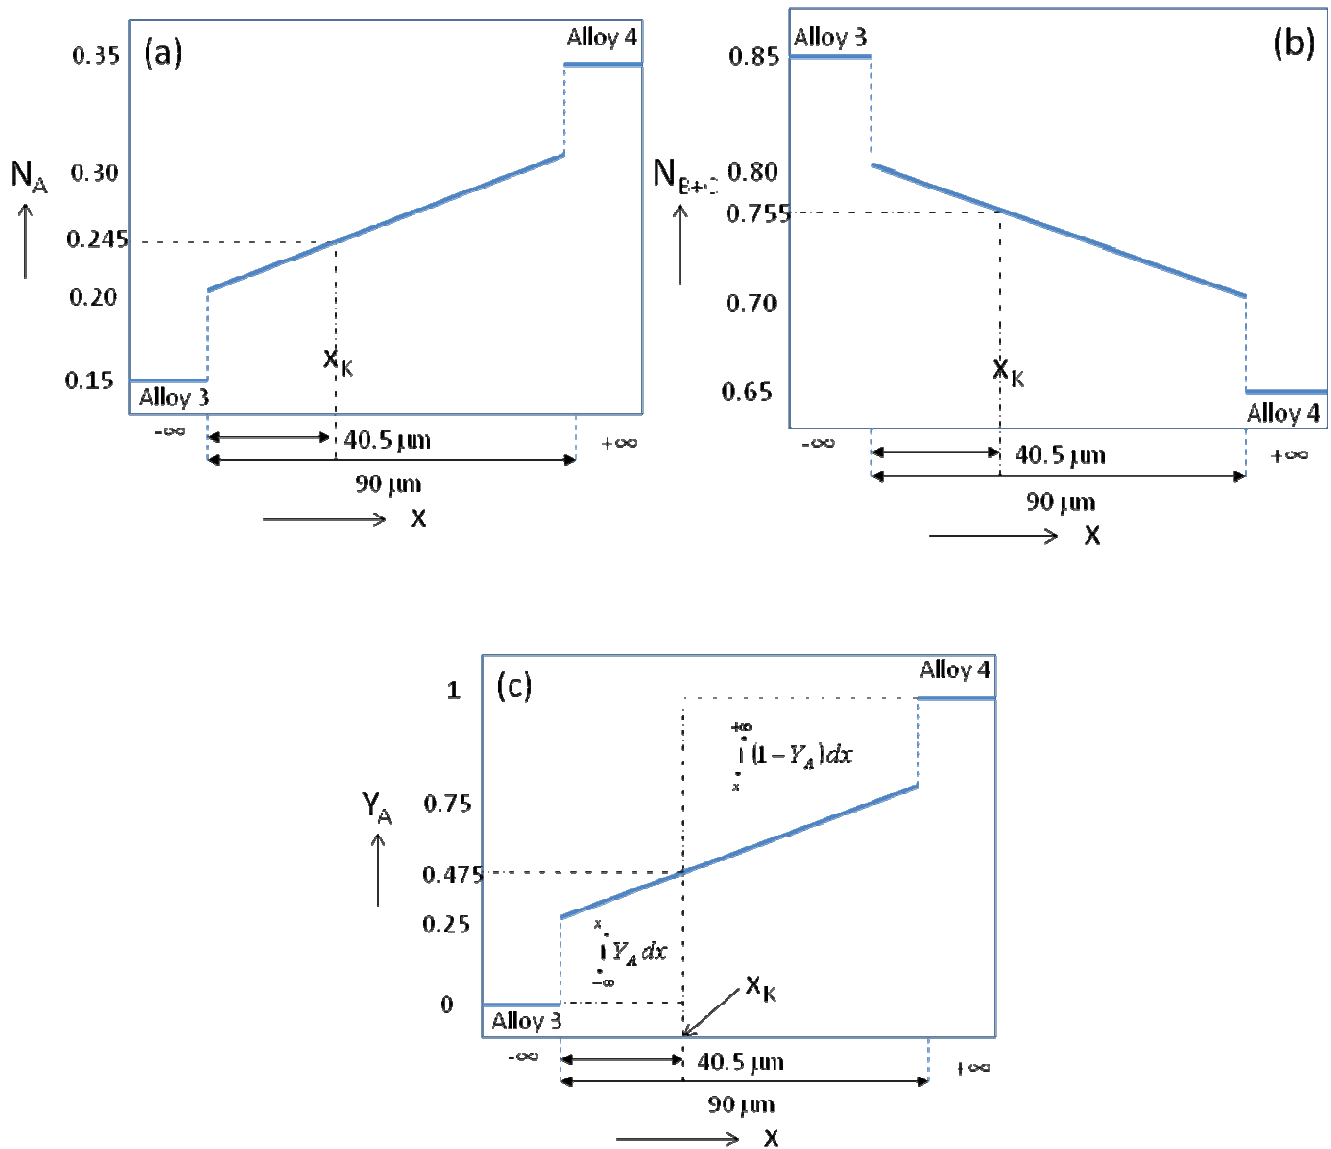 (a)
Alloy 4
0.35
0.30
N_A
0.245
0.20
x_K
0.15
Alloy 3
-∞
40.5 μm
+∞
90 μm
x
Alloy 3
(b)
0.85
0.80
0.755
0.70
x_K
0.65
Alloy 4
-∞
40.5 μm
+∞
90 μm
x
(c)
Alloy 4
1
+∞
(1-Y_A)dx
x
Y_A
0.75
0.475
0.25
x
Y_A dx
-∞
x_K
0
Alloy 3
-∞
40.5 μm
+∞
90 μm
x